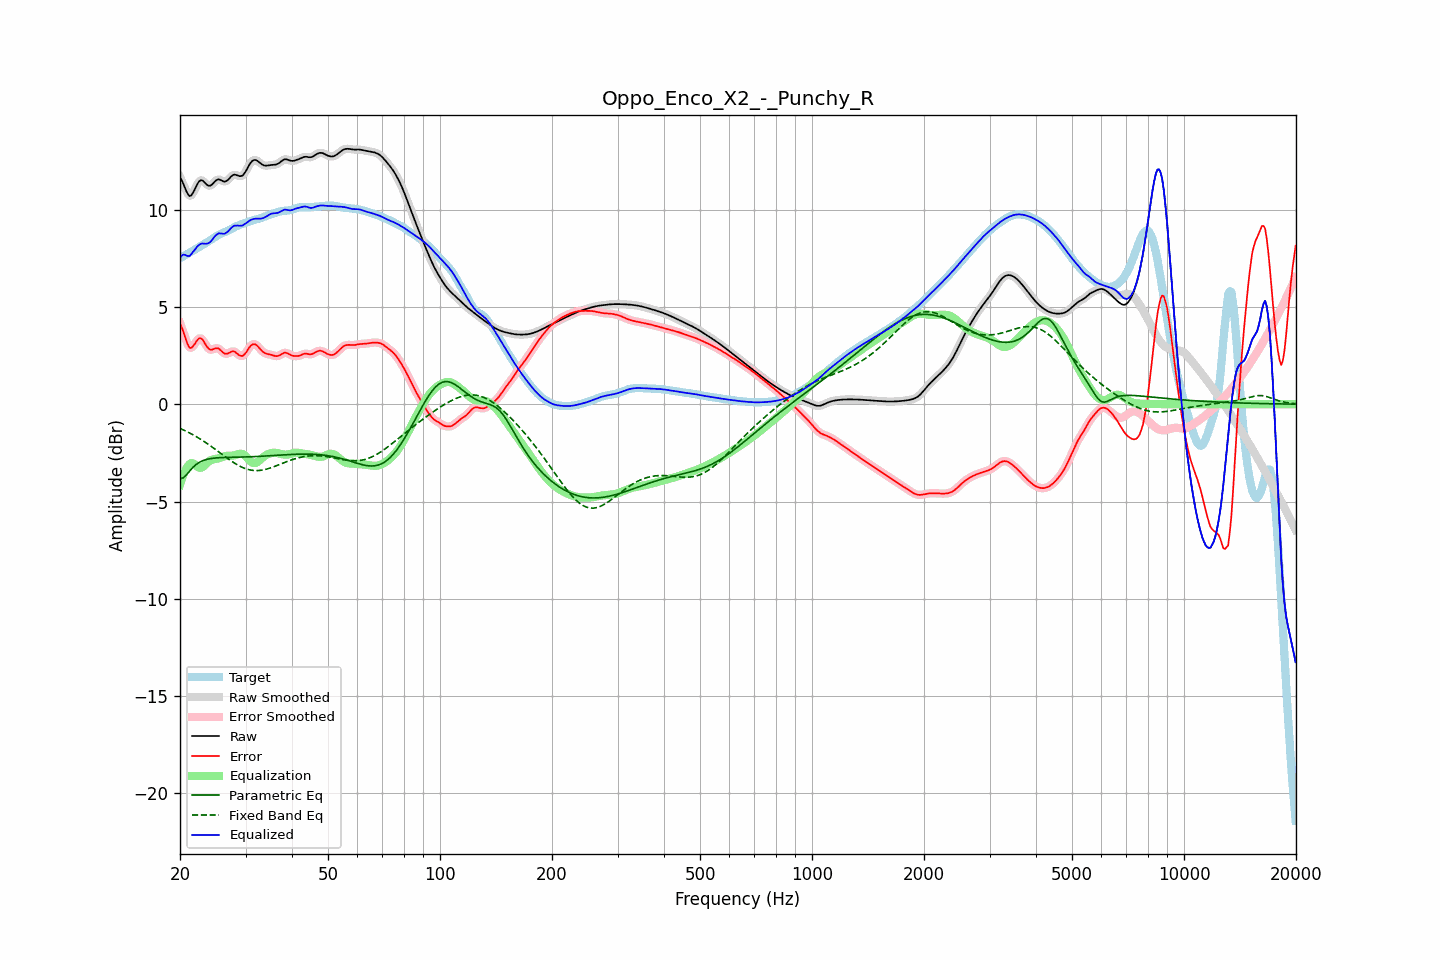 Oppo_Enco_X2_-_Punchy_R
Amplitude (dBr)
10
5
0
−5
−10
−15
−20
Target
Raw Smoothed
Error Smoothed
Raw
Error
Equalization
Parametric Eq
Fixed Band Eq
Equalized
20
50
100
200
500
1000
2000
5000
10000
20000
Frequency (Hz)